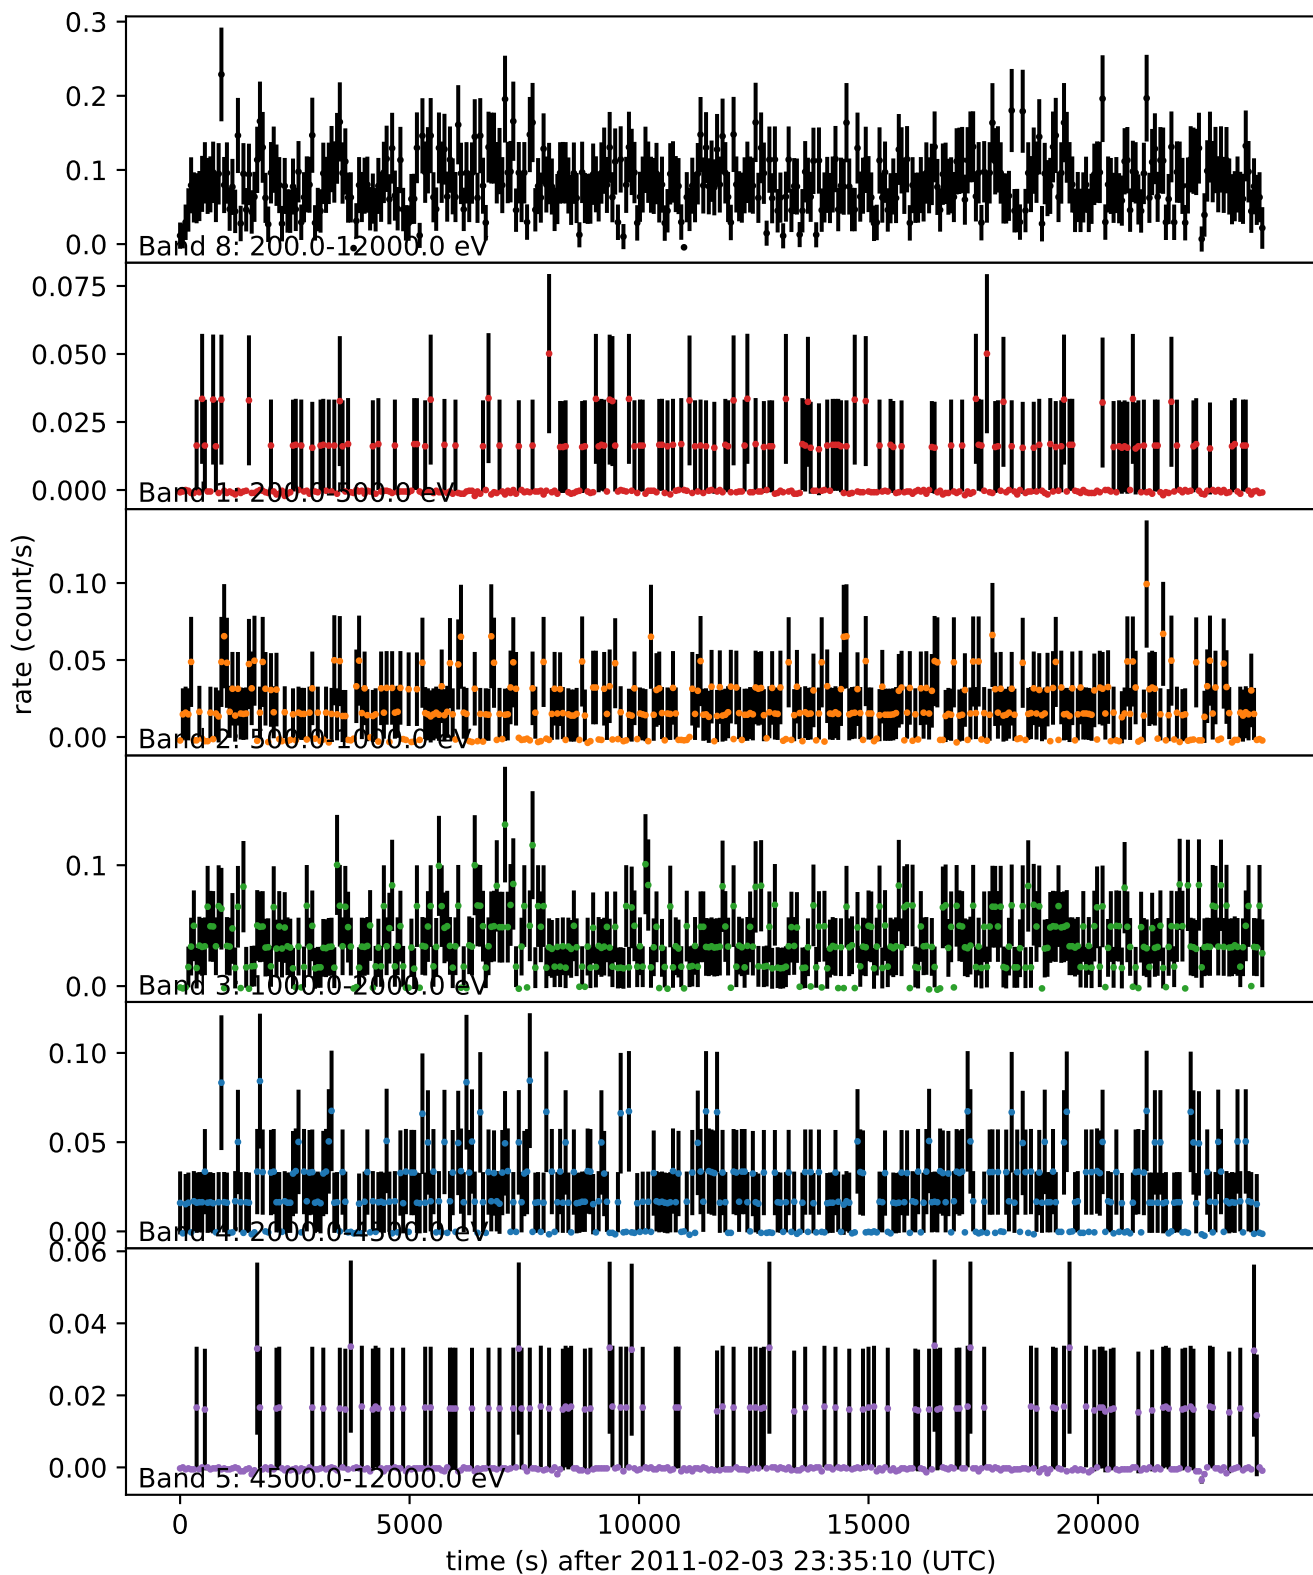 0.3
0.2
0.1
0.0
Band 8: 200.0-12000.0 eV
0.075
0.050
0.025
0.000
Band 1: 200.0-500.0 eV
rate (count/s)
0.10
0.05
0.00
Band 2: 500.0-1000.0 eV
0.1
0.0
Band 3: 1000.0-2000.0 eV
0.10
0.05
0.00
Band 4: 2000.0-4500.0 eV
0.06
0.04
0.02
0.00
Band 5: 4500.0-12000.0 eV
0 5000 10000 15000 20000
time (s) after 2011-02-03 23:35:10 (UTC)